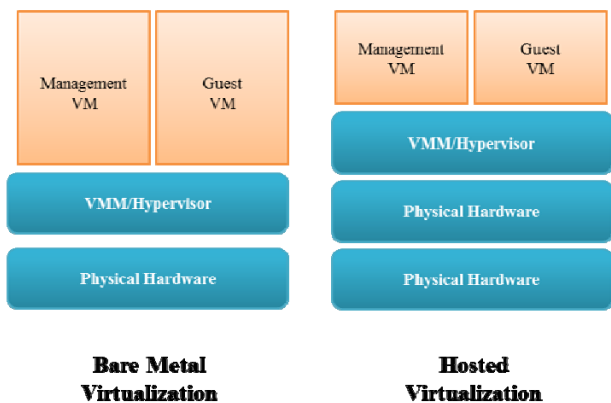 Management
VM
Guest
VM
VMM/Hypervisor
Physical Hardware
Bare Metal
Virtualization
Management
VM
Guest
VM
VMM/Hypervisor
Physical Hardware
Physical Hardware
Hosted
Virtualization